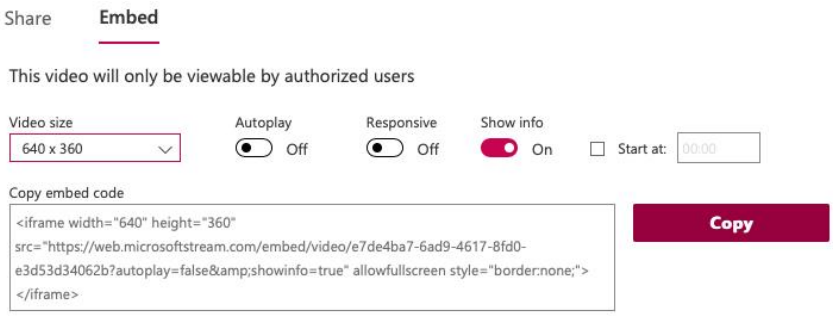 Share Embed
This video will only be viewable by authorized users
Video size Autoplay Responsive Show info
640 x 360 Off Off On Start at: 00:00
Copy embed code
<iframe width="640" height="360"
src="https://web.microsoftstream.com/embed/video/e7de4ba7-6ad9-4617-8fd0-
e3d53d34062b?autoplay=false&amp;showinfo=true" allowfullscreen style="border:none;">
</iframe>
Copy